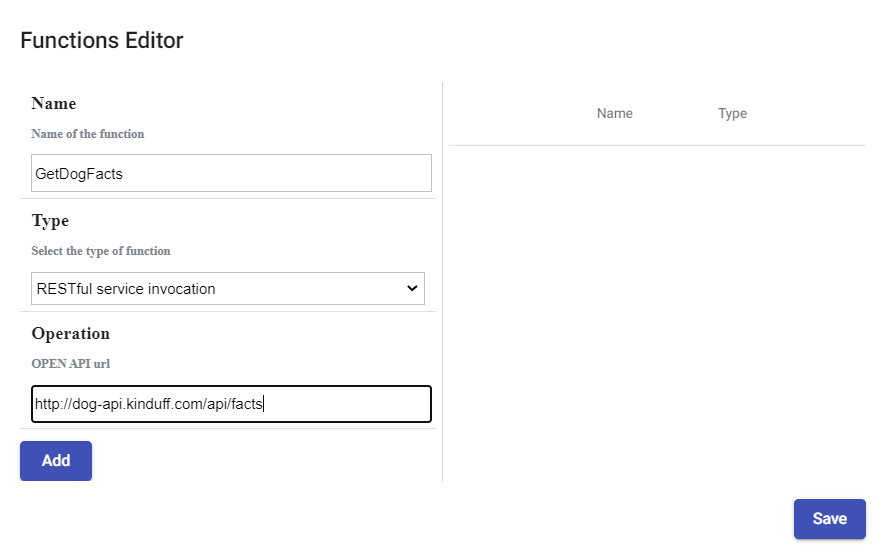 Functions Editor
Name
Name of the function
GetDogFacts
Type
Select the type of function
RESTful service invocation
Operation
OPEN API url
http://dog-api.kinduff.com/api/facts
Add
Name Type
Save